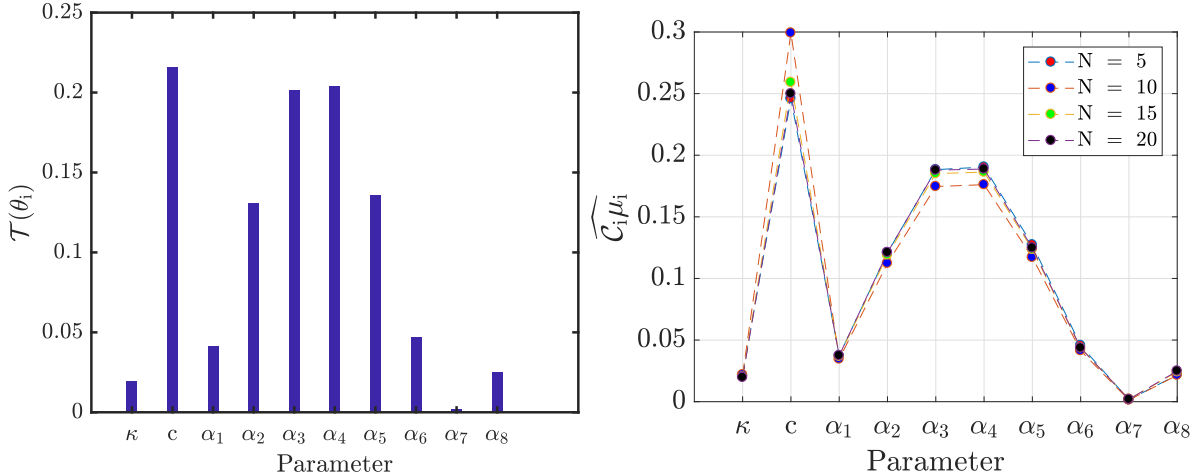 0.25
0.2
0.15
0.1
0.05
0
𝒯(θᵢ)
κ c α₁ α₂ α₃ α₄ α₅ α₆ α₇ α₈
Parameter
0.3
0.25
0.2
0.15
0.1
0.05
0
𝒞ᵢμᵢ
N = 5
N = 10
N = 15
N = 20
κ c α₁ α₂ α₃ α₄ α₅ α₆ α₇ α₈
Parameter